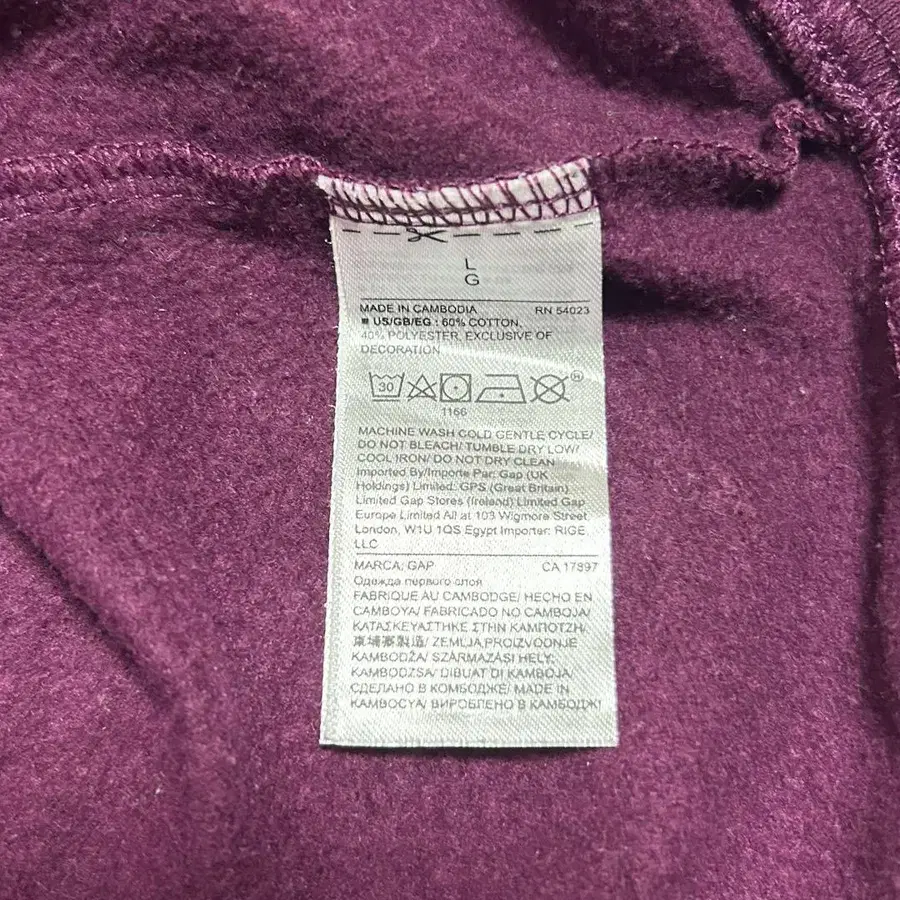 L
G
MADE IN CAMBODIA RN 54023
US/GB/EG : 60% COTTON,
40% POLYESTER, EXCLUSIVE OF
DECORATION
30
1166
MACHINE WASH COLD GENTLE CYCLE/
DO NOT BLEACH/ TUMBLE DRY LOW/
COOL IRON/ DO NOT DRY CLEAN
Imported By/Importe Par: Gap (UK
Holdings) Limited: GPS (Great Britain)
Limited Gap Stores (Ireland) Limited Gap
Europe Limited All at 103 Wigmore Street
London, W1U 1QS Egypt Importer: RIGE,
LLC
MARCA: GAP CA 17897
Одежда первого слоя
FABRIQUE AU CAMBODGE/ HECHO EN
CAMBOYA/ FABRICADO NO CAMBOJA/
ΚΑΤΑΣΚΕΥΑΣΤΗΚΕ ΣΤΗΝ ΚΑΜΠΟΤΖΗ/
柬埔寨製造/ ZEMLJA PROIZVODNJE
KAMBODŽA/ SZÁRMAZÁSI HELY:
KAMBODZSA/ DIBUAT DI KAMBOJA/
СДЕЛАНО В КОМБОДЖЕ/ MADE IN
KAMBOCYA/ ВИРОБЛЕНО В КАМБОДЖІ